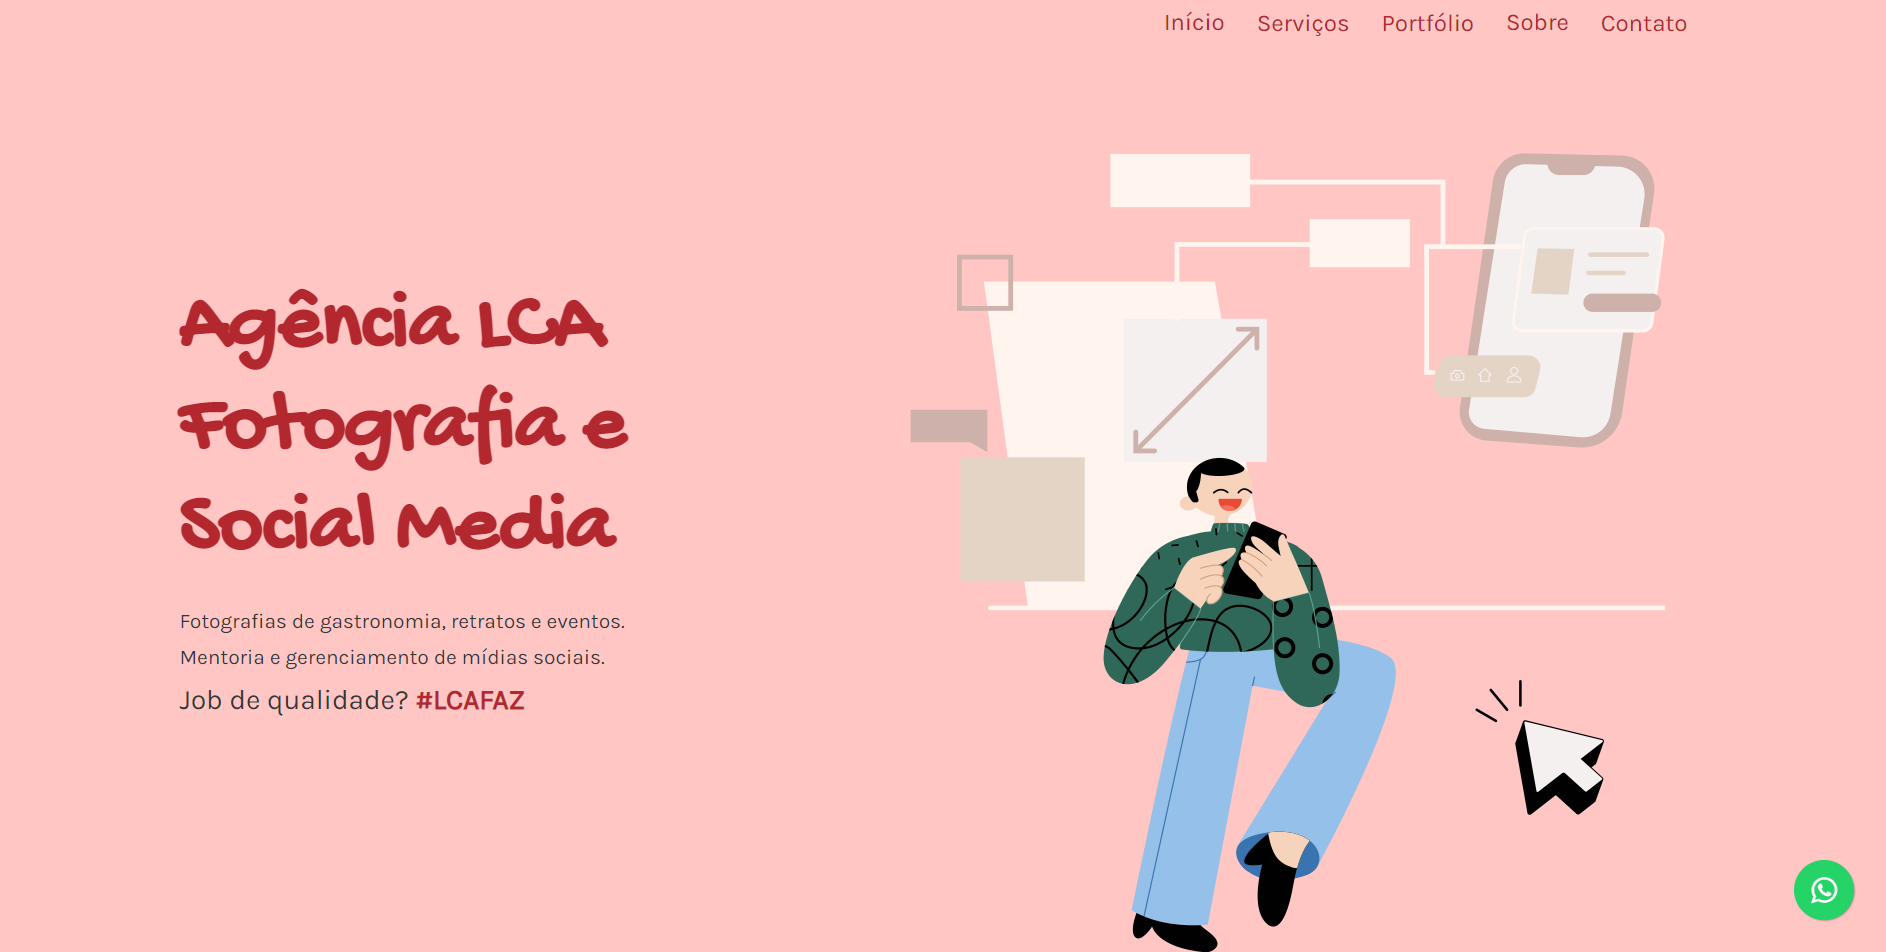 Início Serviços Portfólio Sobre Contato
Agência LCA
Fotografia e
Social Media
Fotografias de gastronomia, retratos e eventos.
Mentoria e gerenciamento de mídias sociais.
Job de qualidade? #LCAFAZ